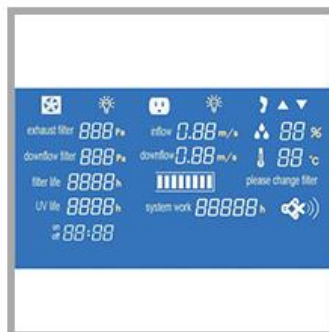 exhaust filter 888 Pa inflow 0.88 m/s 88 %
downflow filter 888 Pa downflow 0.88 m/s 88 °C
filter life 8888 h please change filter
UV life 8888 h system work 88888 h
on off 88:88